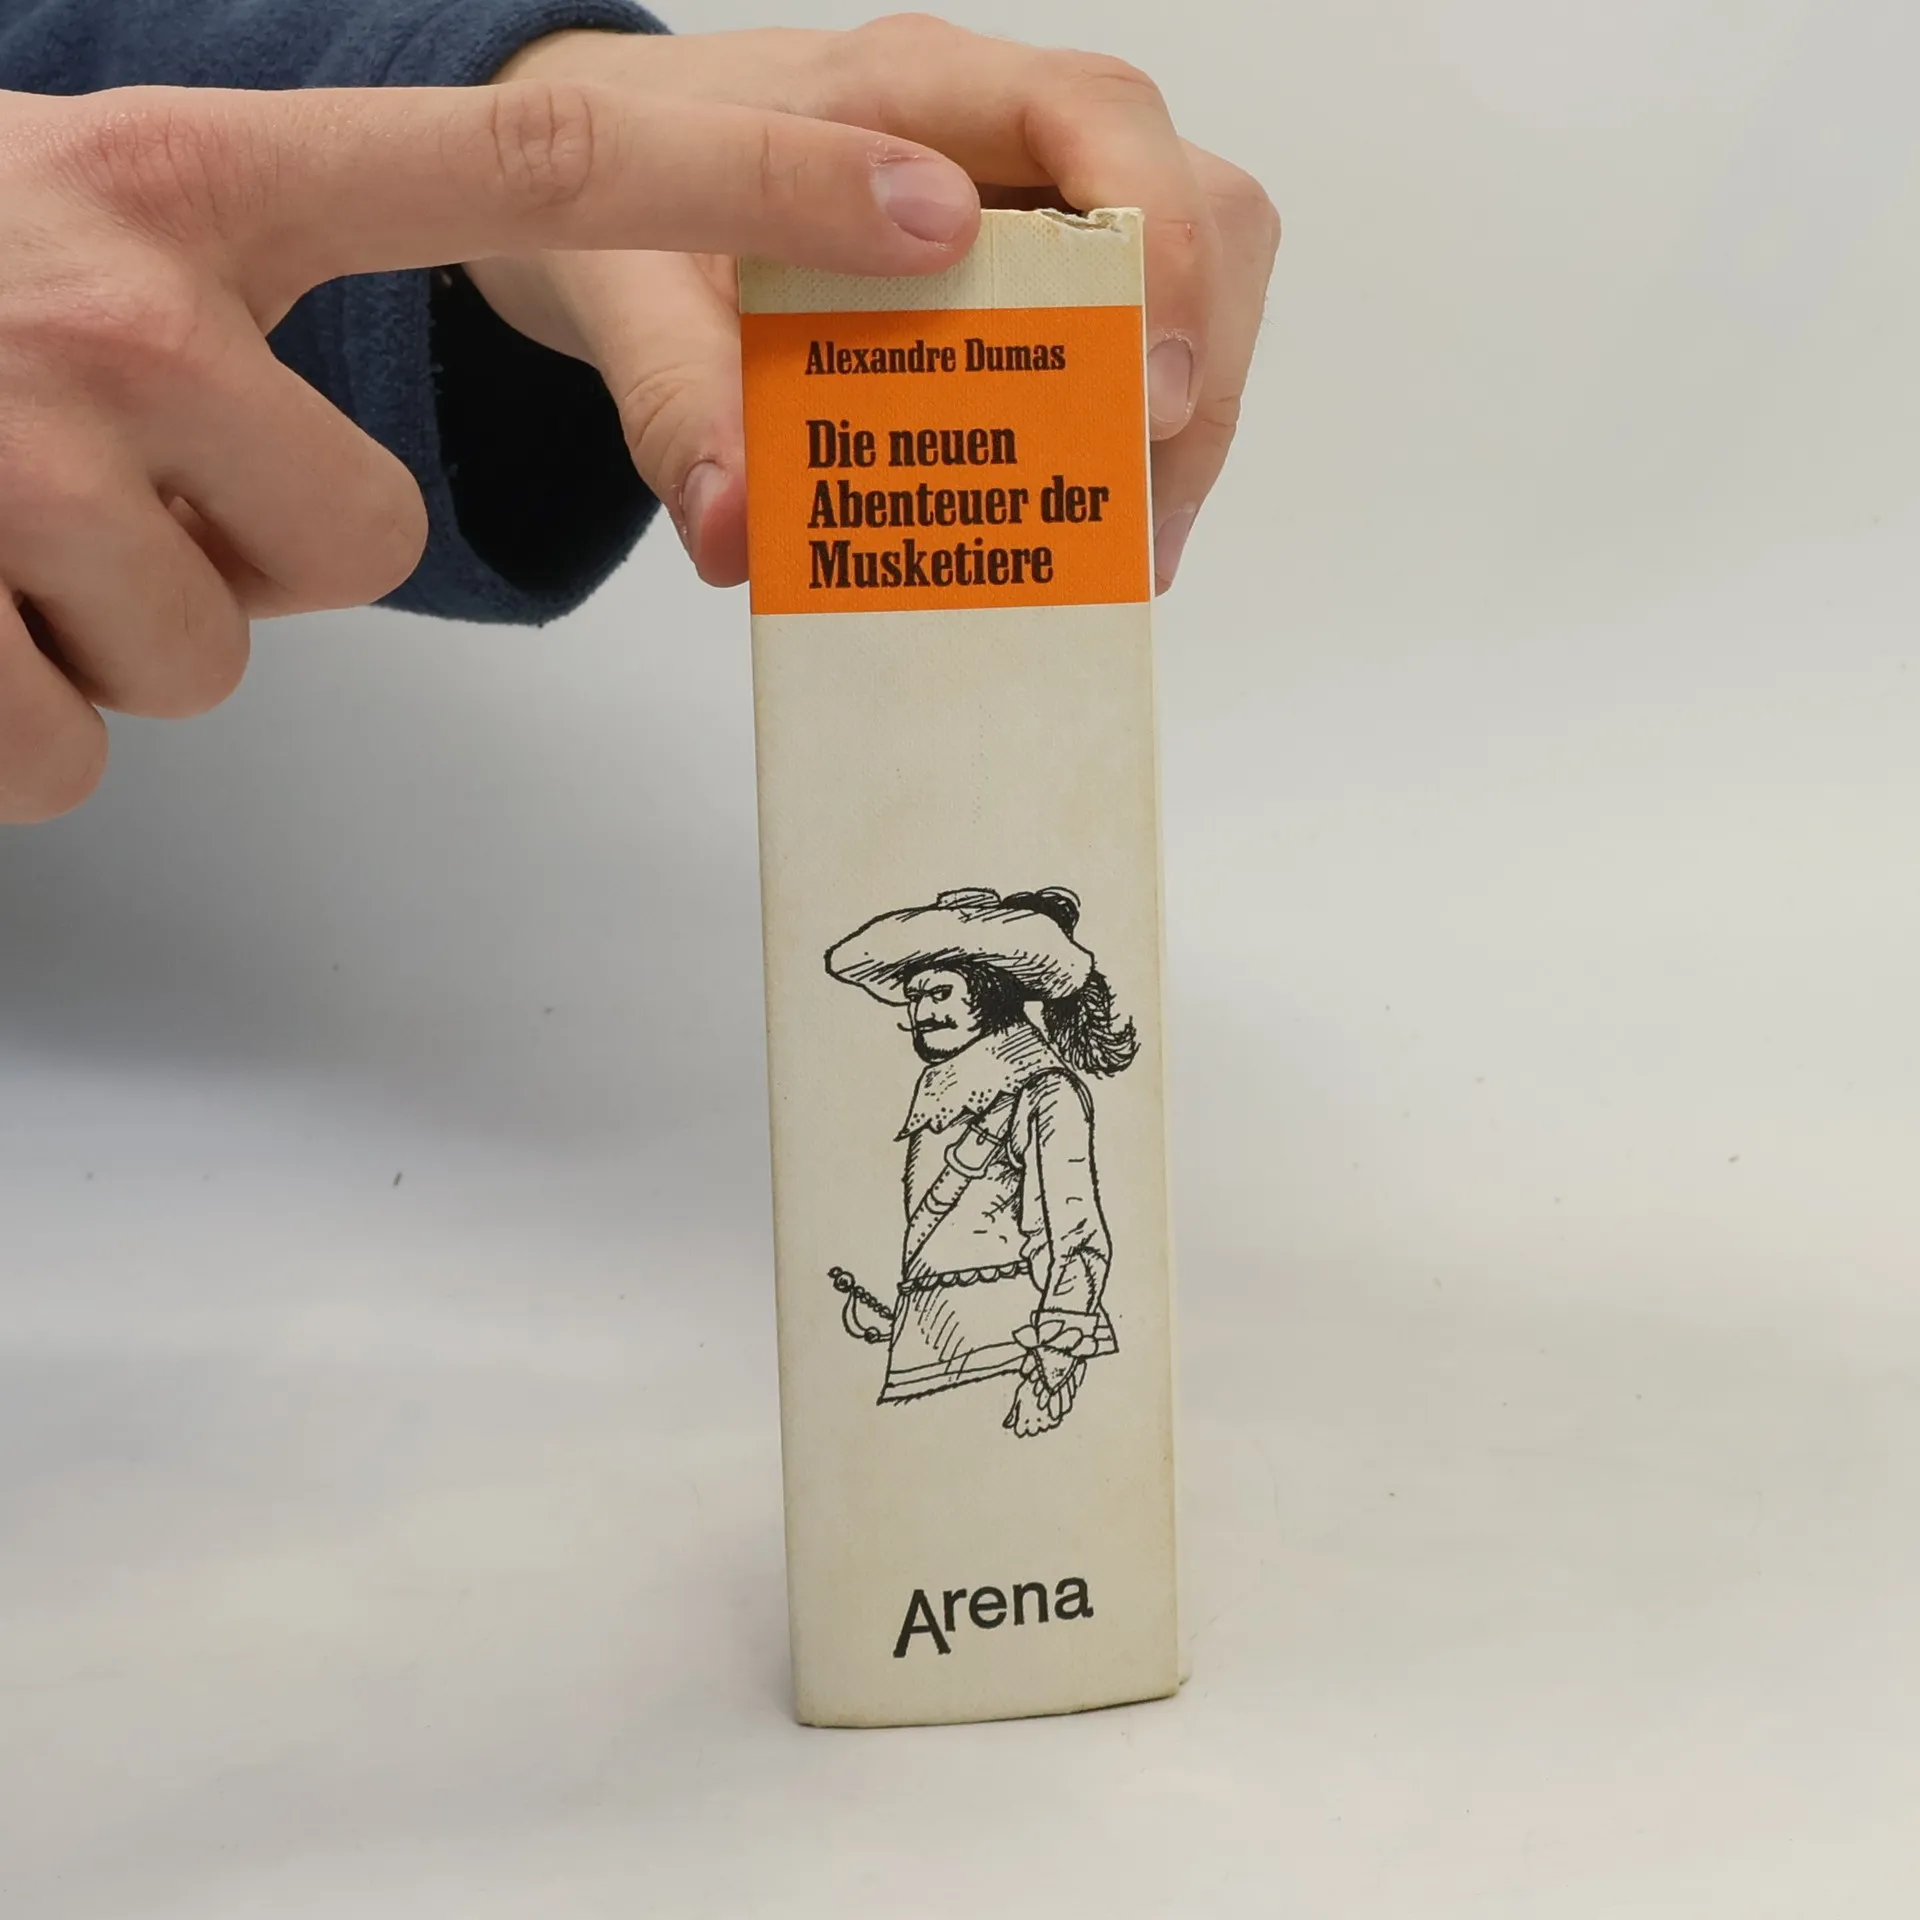 Alexandre Dumas
Die neuen
Abenteuer der
Musketiere
Arena